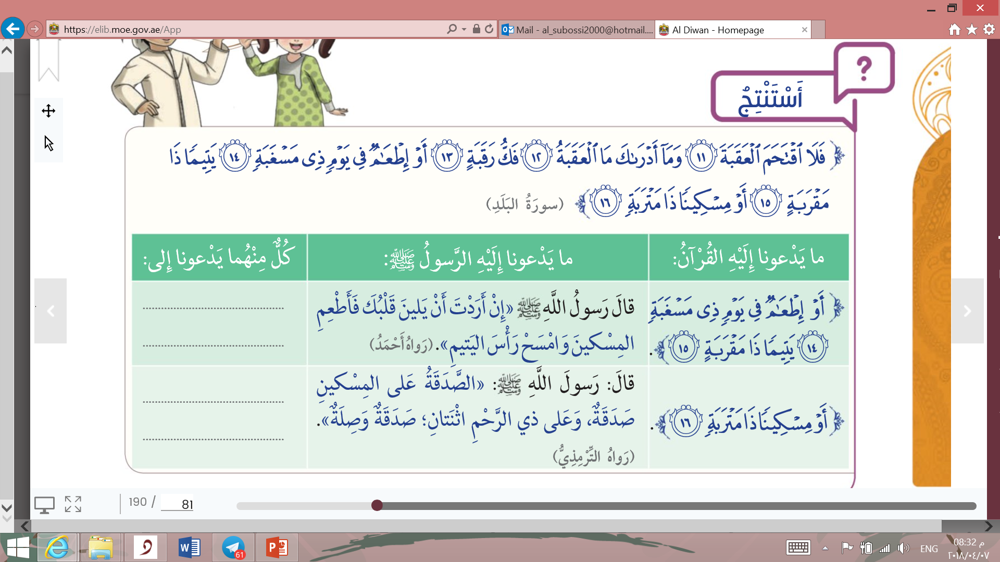 https://elib.moe.gov.ae/App
Mail - al_subossi2000@hotmail....
Al Diwan - Homepage
?
أَسْتَنْتِجُ
﴿ فَلَا ٱقۡتَحَمَ ٱلۡعَقَبَةَ ١١ وَمَآ أَدۡرَىٰكَ مَا ٱلۡعَقَبَةُ ١٢ فَكُّ رَقَبَةٍ ١٣ أَوۡ إِطۡعَٰمٞ فِي يَوۡمٖ ذِي مَسۡغَبَةٖ ١٤ يَتِيمٗا ذَا
مَقۡرَبَةٍ ١٥ أَوۡ مِسۡكِينٗا ذَا مَتۡرَبَةٖ ١٦ ﴾ (سورَةُ البَلَدِ)
ما يَدْعونا إِلَيْهِ القُرْآنُ:
ما يَدْعونا إِلَيْهِ الرَّسولُ ﷺ:
كُلٌّ مِنْهُما يَدْعونا إِلى:
﴿ أَوۡ إِطۡعَٰمٞ فِي يَوۡمٖ ذِي مَسۡغَبَةٖ
١٤ يَتِيمٗا ذَا مَقۡرَبَةٍ ١٥ ﴾.
قالَ رَسولُ اللَّهِ ﷺ «إِنْ أَرَدْتَ أَنْ يَلينَ قَلْبُكَ فَأَطْعِمِ
المِسْكينَ وَامْسَحْ رَأْسَ اليَتيمِ». (رَواهُ أَحْمَدُ)
﴿ أَوۡ مِسۡكِينٗا ذَا مَتۡرَبَةٖ ١٦ ﴾.
قالَ: رَسولَ اللَّهِ ﷺ: «الصَّدَقَةُ عَلى المِسْكينِ
صَدَقَةٌ، وَعَلى ذي الرَّحْمِ اثْنَتانِ؛ صَدَقَةٌ وَصِلَةٌ».
(رَواهُ التِّرْمِذِيُّ)
190 / 81
61
ENG
08:32 م
٢٠١٨/٠٤/٠٧